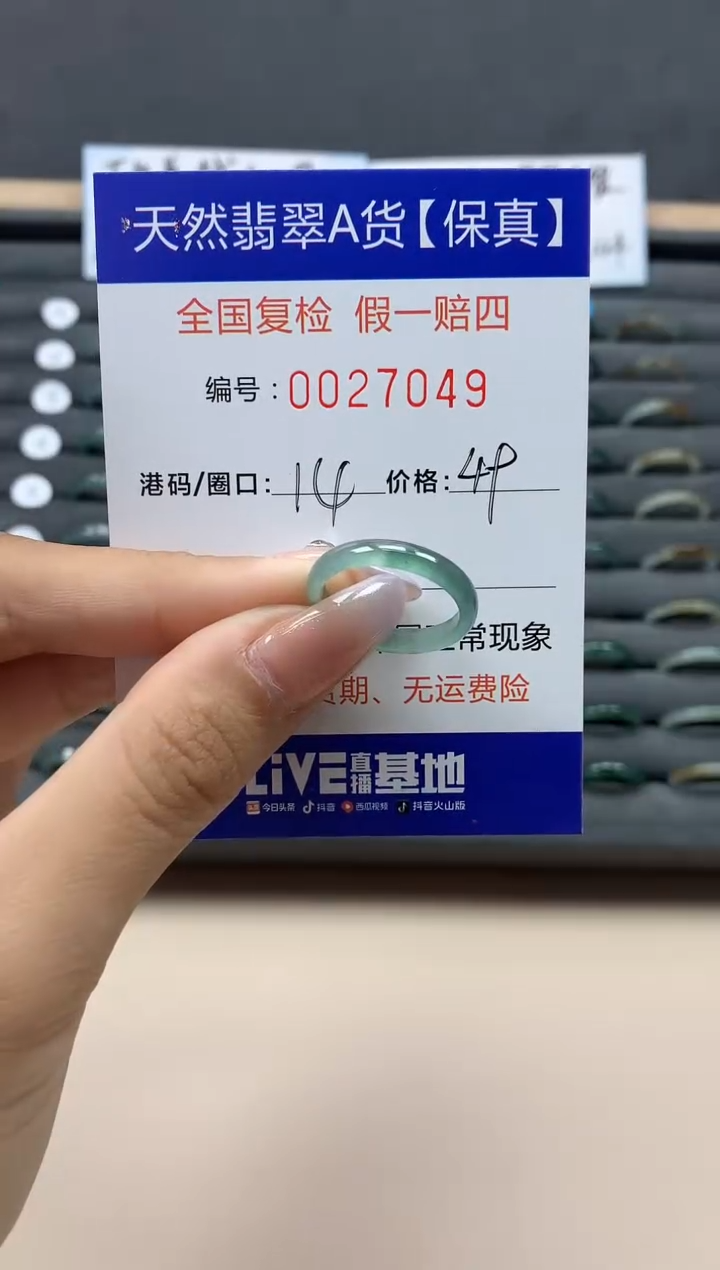 天然翡翠A货【保真】
全国复检 假一赔四
编号：0027049
港码/圈口：14 价格：49
常现象
期、无运费险
LiVE直播基地
今日头条 抖音 西瓜视频 抖音火山版